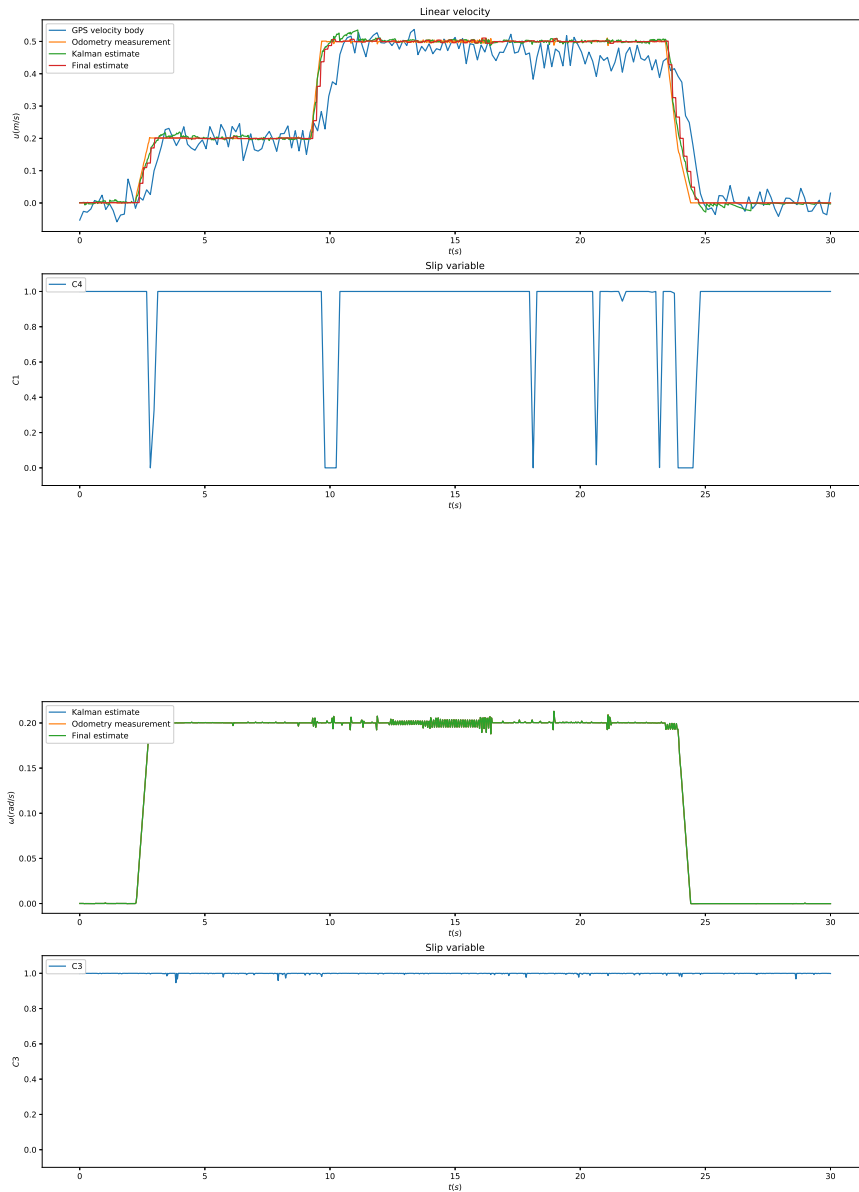 Linear velocity
GPS velocity body
Odometry measurement
Kalman estimate
Final estimate
u(m/s)
0.5
0.4
0.3
0.2
0.1
0.0
0 5 10 15 20 25 30
t(s)
Slip variable
C4
C1
1.0
0.8
0.6
0.4
0.2
0.0
0 5 10 15 20 25 30
t(s)
Kalman estimate
Odometry measurement
Final estimate
ω(rad/s)
0.20
0.15
0.10
0.05
0.00
0 5 10 15 20 25 30
t(s)
Slip variable
C3
C3
1.0
0.8
0.6
0.4
0.2
0.0
0 5 10 15 20 25 30
t(s)